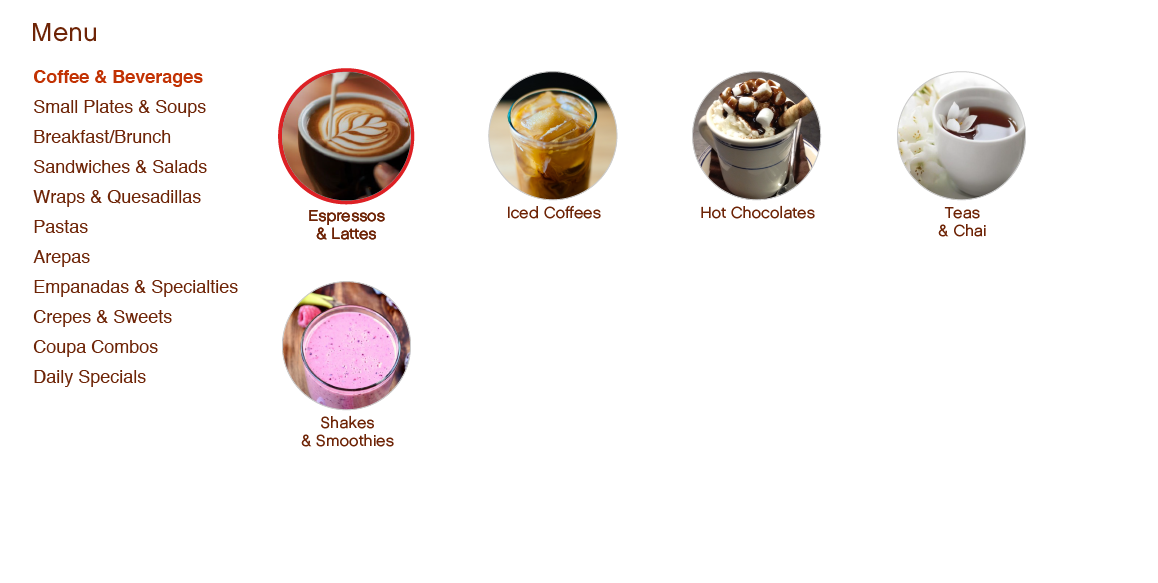 Menu
Coffee & Beverages
Small Plates & Soups
Breakfast/Brunch
Sandwiches & Salads
Wraps & Quesadillas
Pastas
Arepas
Empanadas & Specialties
Crepes & Sweets
Coupa Combos
Daily Specials
Espressos
& Lattes
Iced Coffees
Hot Chocolates
Teas
& Chai
Shakes
& Smoothies